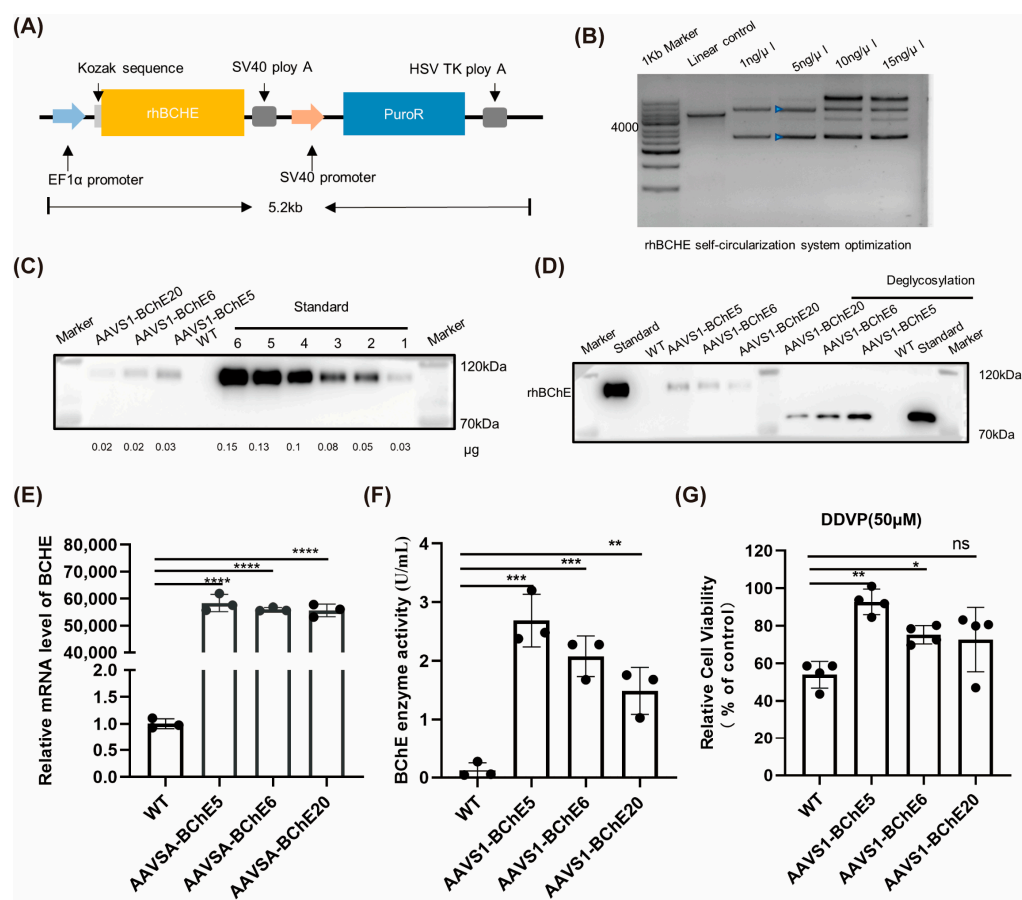 (A)
Kozak sequence
SV40 ploy A
HSV TK ploy A
rhBCHE
PuroR
EF1α promoter
SV40 promoter
5.2kb
(B)
1Kb Marker
Linear control
1ng/μl
5ng/μl
10ng/μl
15ng/μl
4000
rhBCHE self-circularization system optimization
(C)
Marker
AAVS1-BChE20
AAVS1-BChE6
AAVS1-BChE5
WT
Standard
6 5 4 3 2 1
Marker
120kDa
70kDa
0.02 0.02 0.03 0.15 0.13 0.1 0.08 0.05 0.03 μg
(D)
Deglycosylation
Marker
Standard
WT
AAVS1-BChE5
AAVS1-BChE6
AAVS1-BChE20
AAVS1-BChE20
AAVS1-BChE6
AAVS1-BChE5
WT
Standard
Marker
rhBChE
120kDa
70kDa
(E)
Relative mRNA level of BCHE
80,000
70,000
60,000
50,000
40,000
2.0
1.5
1.0
0.5
0.0
****
****
****
WT
AAVSA-BChE5
AAVSA-BChE6
AAVSA-BChE20
(F)
BChE enzyme activity (U/mL)
4
3
2
1
0
**
***
***
WT
AAVS1-BChE5
AAVS1-BChE6
AAVS1-BChE20
(G)
DDVP(50μM)
Relative Cell Viability
( % of control)
120
100
80
60
40
20
0
ns
*
**
WT
AAVS1-BChE5
AAVS1-BChE6
AAVS1-BChE20